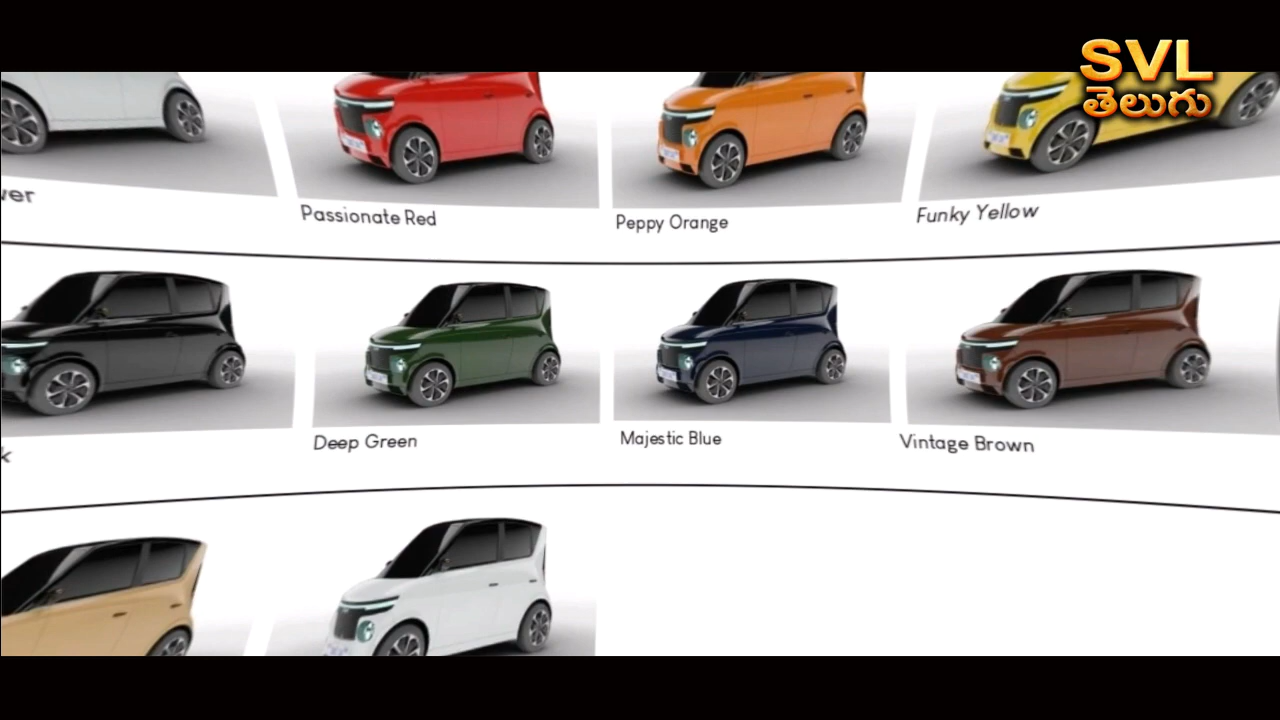 SVL
తెలుగు
Passionate Red
Peppy Orange
Funky Yellow
Deep Green
Majestic Blue
Vintage Brown